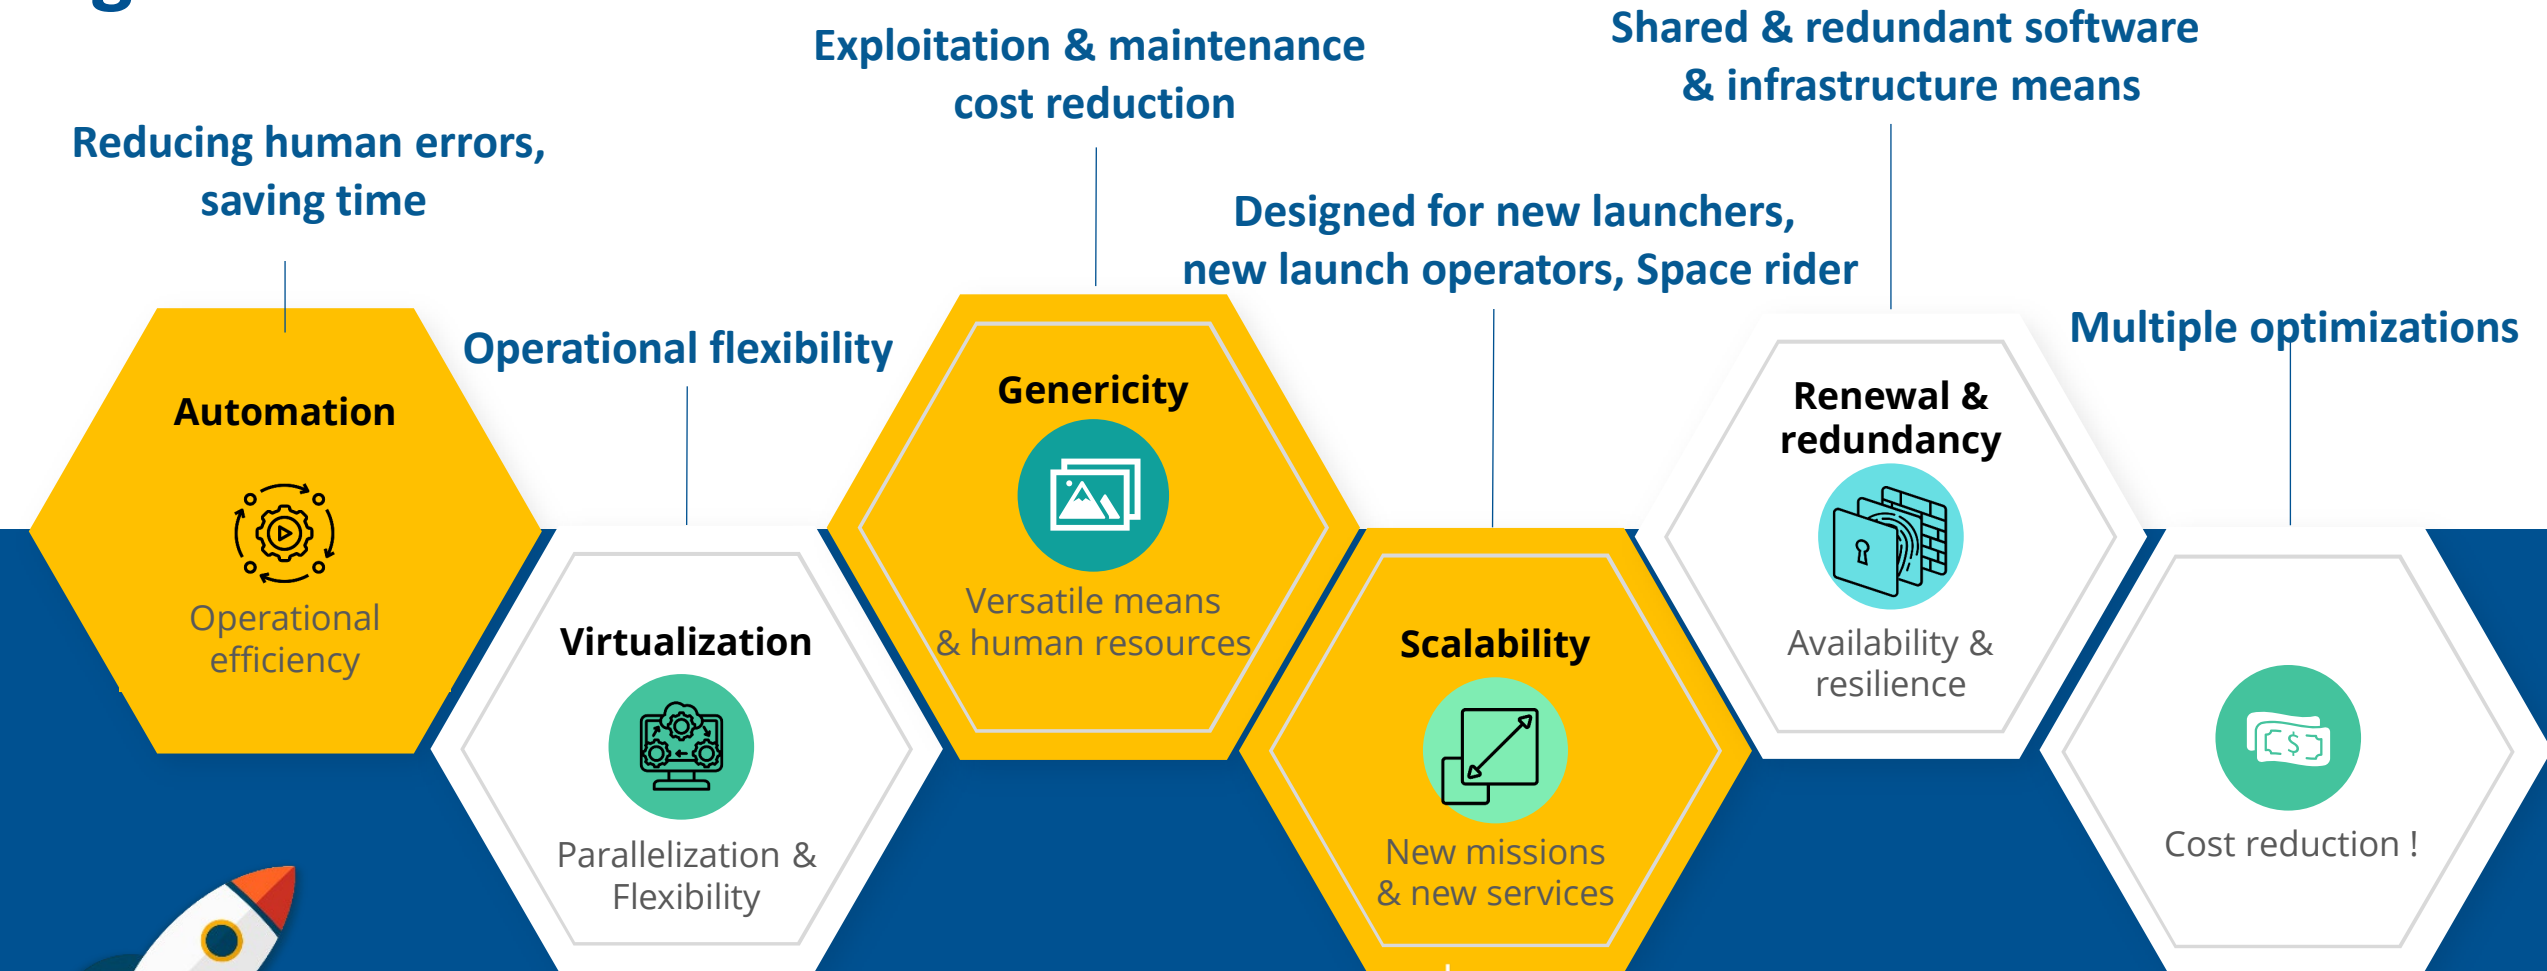 Reducing human errors,
saving time
Automation
Operational
efficiency
Operational flexibility
Virtualization
Parallelization &
Flexibility
Exploitation & maintenance
cost reduction
Genericity
Versatile means
& human resources
Designed for new launchers,
new launch operators, Space rider
Scalability
New missions
& new services
Shared & redundant software
& infrastructure means
Renewal &
redundancy
Availability &
resilience
Multiple optimizations
$
Cost reduction !